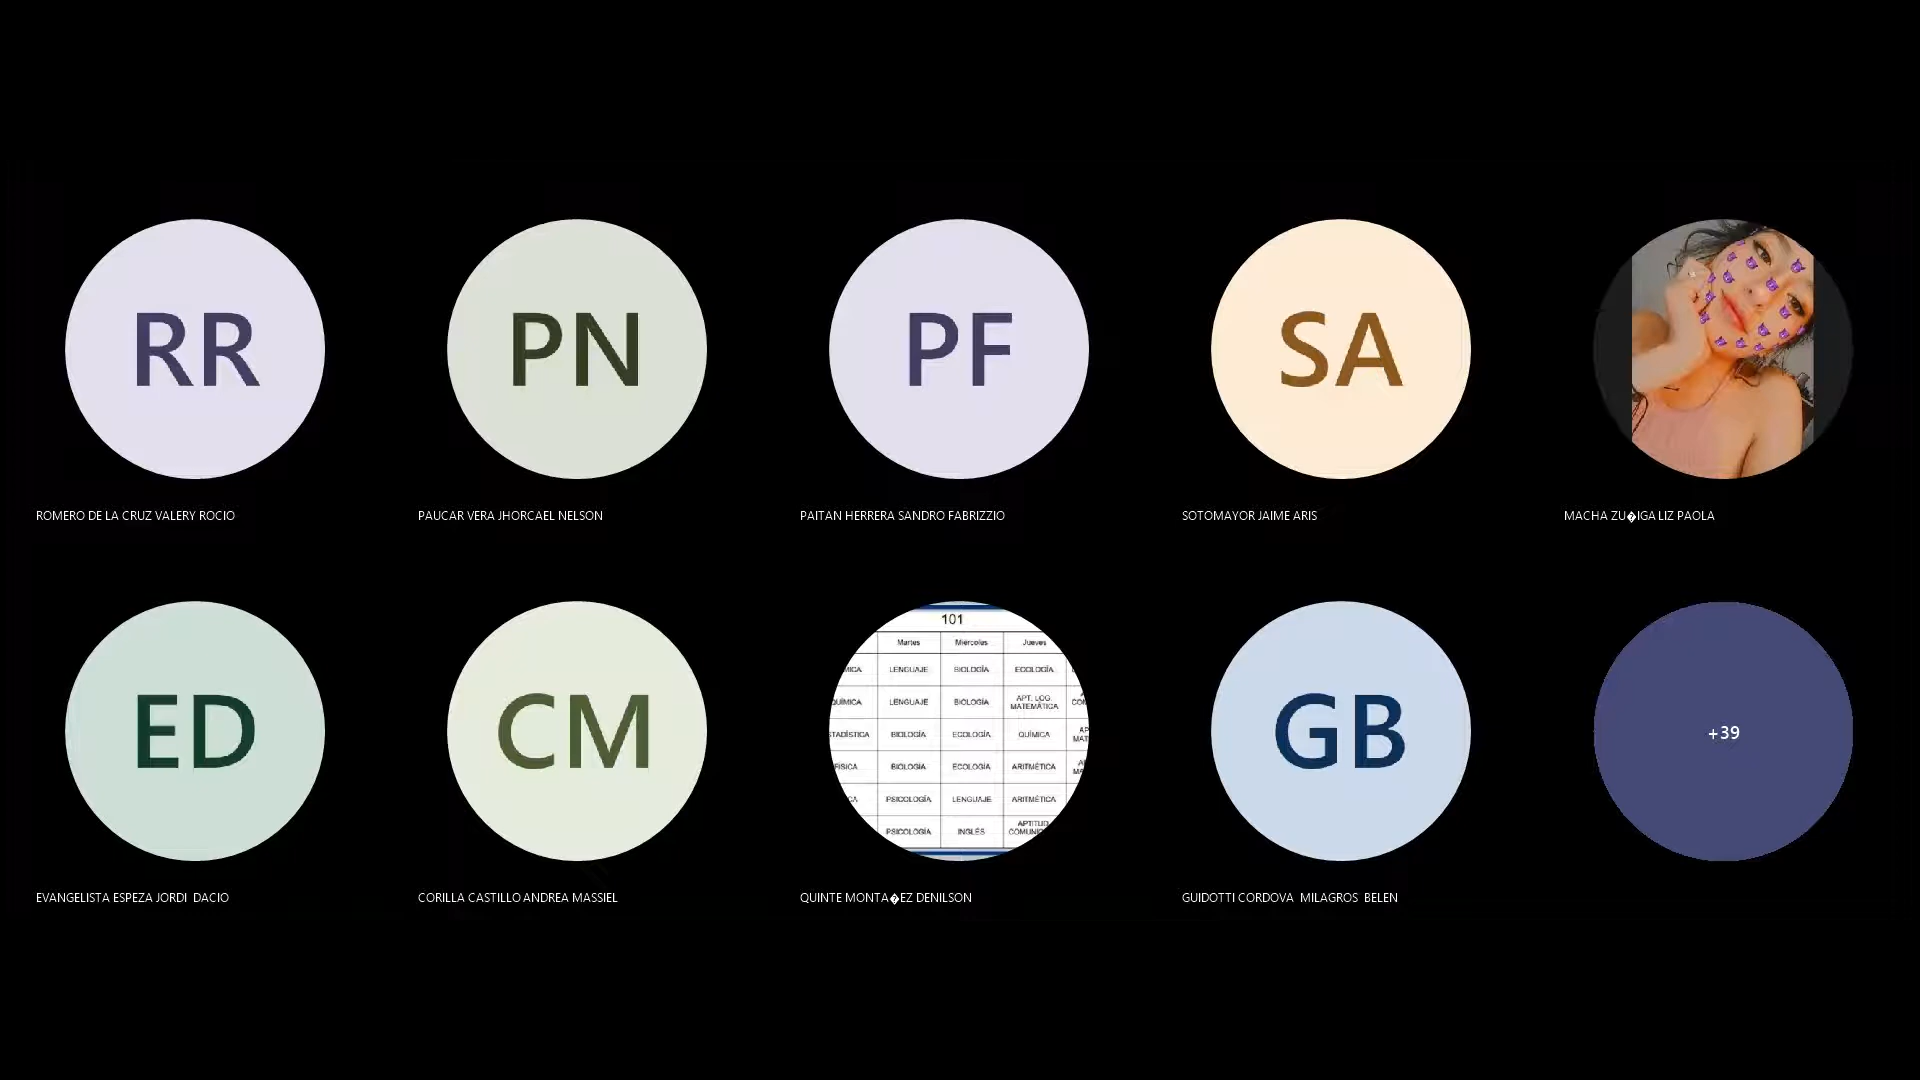 RR
PN
PF
SA
ROMERO DE LA CRUZ VALERY ROCIO
PAUCAR VERA JHORCAEL NELSON
PAITAN HERRERA SANDRO FABRIZZIO
SOTOMAYOR JAIME ARIS
MACHA ZU�IGA LIZ PAOLA
ED
CM
101
Martes Miércoles Jueves
LENGUAJE BIOLOGÍA ECOLOGÍA
QUÍMICA LENGUAJE BIOLOGÍA APT. LOG.
MATEMÁTICA
BIOLOGÍA ECOLOGÍA QUÍMICA
BIOLOGÍA ECOLOGÍA ARITMÉTICA
PSICOLOGÍA LENGUAJE ARITMÉTICA
PSICOLOGÍA INGLÉS APTITUD
GB
+39
EVANGELISTA ESPEZA JORDI DACIO
CORILLA CASTILLO ANDREA MASSIEL
QUINTE MONTA�EZ DENILSON
GUIDOTTI CORDOVA MILAGROS BELEN